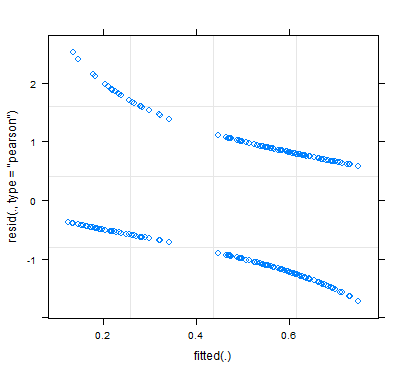 resid(., type = "pearson")
2
1
0
-1
0.2 0.4 0.6
fitted(.)